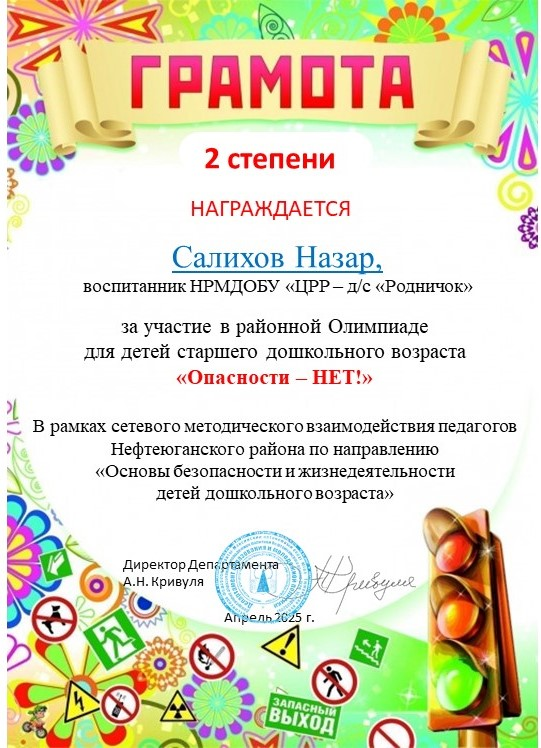 ГРАМОТА
2 степени
НАГРАЖДАЕТСЯ
Салихов Назар,
воспитанник НРМДОБУ «ЦРР – д/с «Родничок»
за участие в районной Олимпиаде
для детей старшего дошкольного возраста
«Опасности – НЕТ!»
В рамках сетевого методического взаимодействия педагогов
Нефтеюганского района по направлению
«Основы безопасности и жизнедеятельности
детей дошкольного возраста»
Директор Департамента
А.Н. Кривуля
Апрель 2025 г.
ЗАПАСНЫЙ
ВЫХОД